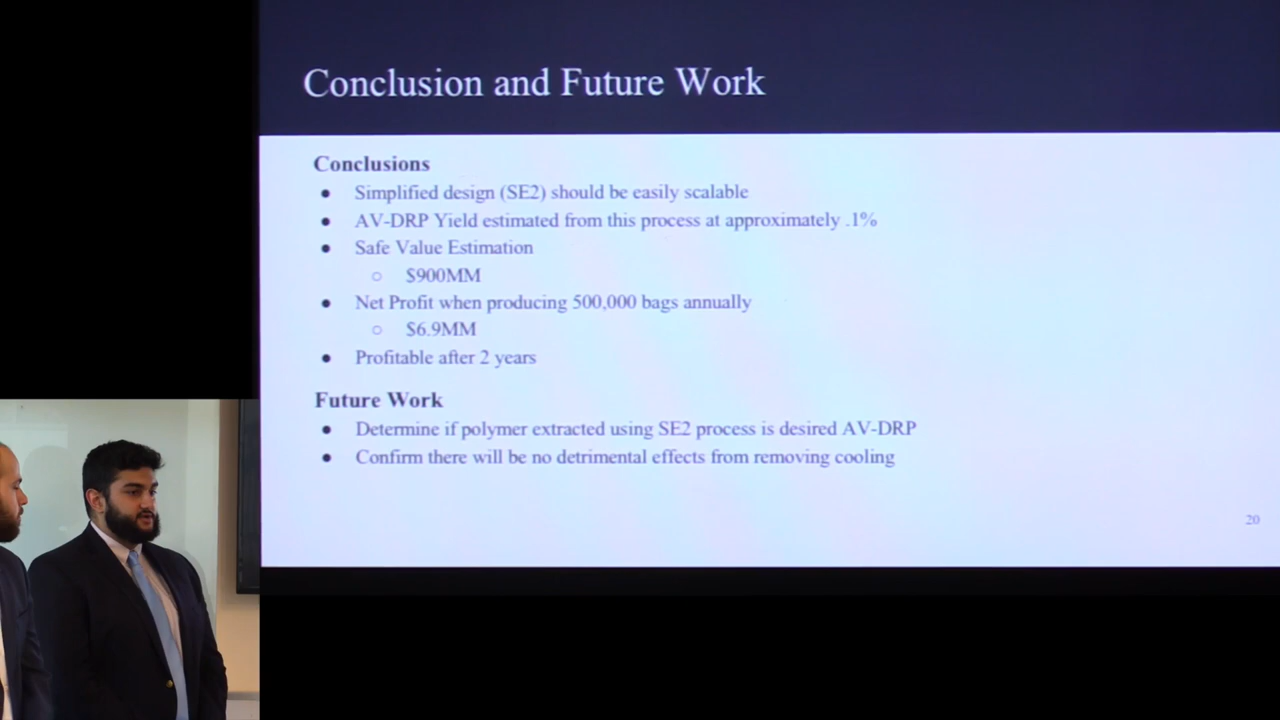 Conclusion and Future Work
Conclusions
● Simplified design (SE2) should be easily scalable
● AV-DRP Yield estimated from this process at approximately .1%
● Safe Value Estimation
○ $900MM
● Net Profit when producing 500,000 bags annually
○ $6.9MM
● Profitable after 2 years
Future Work
● Determine if polymer extracted using SE2 process is desired AV-DRP
● Confirm there will be no detrimental effects from removing cooling
20